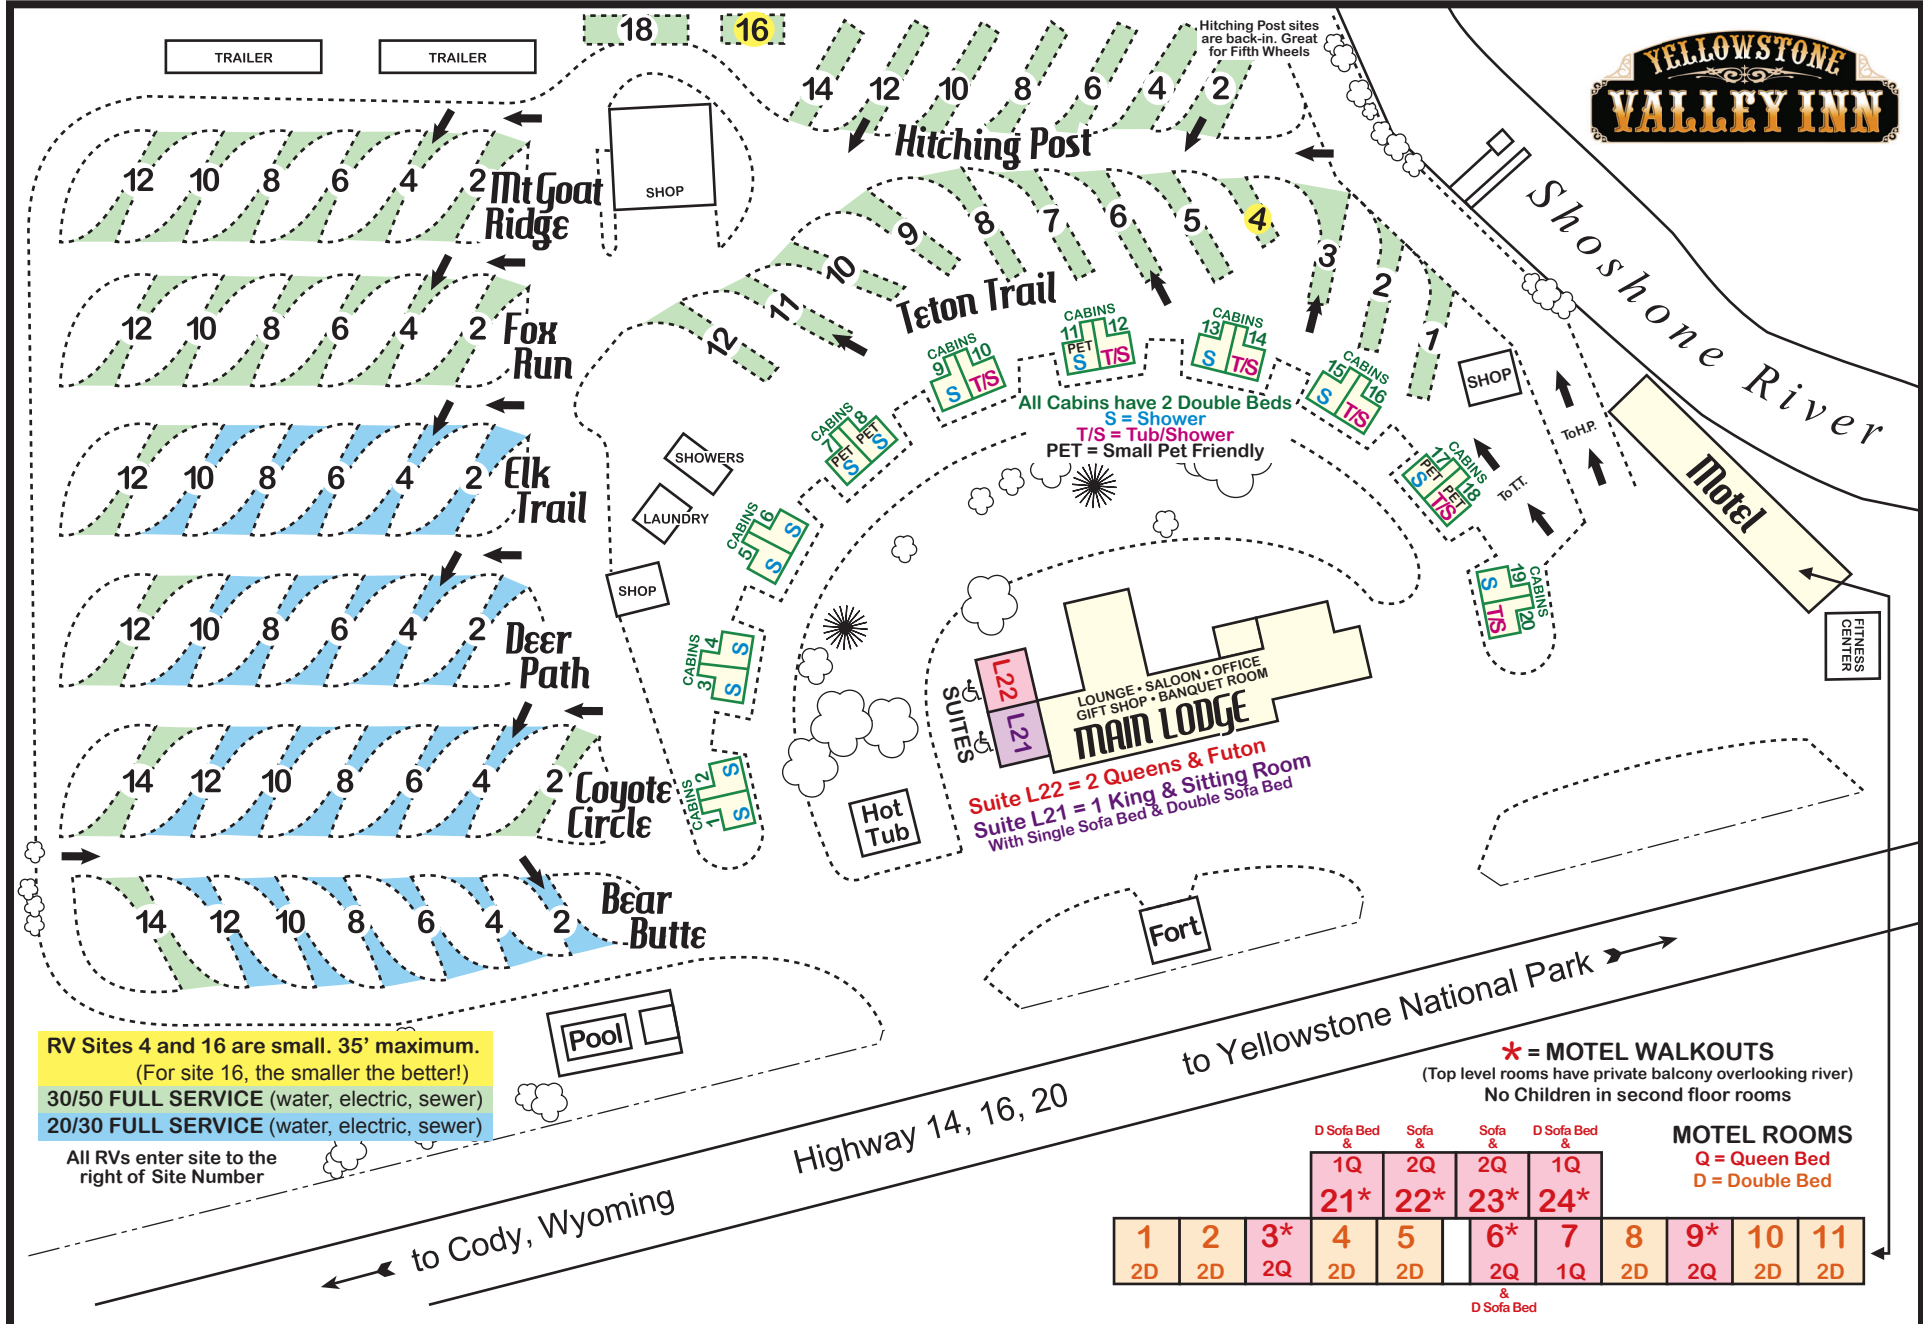 YELLOWSTONE
VALLEY INN
TRAILER
TRAILER
18
16
14
12
10
8
6
4
2
Hitching Post sites
are back-in. Great
for Fifth Wheels
Hitching Post
SHOP
12
10
8
6
4
2
Mt Goat
Ridge
12
10
8
6
4
2
Fox
Run
12
10
8
6
4
2
Elk
Trail
12
10
8
6
4
2
Deer
Path
14
12
10
8
6
4
2
Coyote
Circle
14
12
10
8
6
4
2
Bear
Butte
12
11
10
9
8
7
6
5
4
3
2
1
Teton Trail
SHOP
Shoshone River
To H.P.
To T.T.
Motel
FITNESS
CENTER
SHOWERS
LAUNDRY
SHOP
CABINS
1
2
S
S
CABINS
3
4
S
S
CABINS
5
6
S
S
CABINS
7
8
PET
PET
S
S
CABINS
9
10
S
T/S
CABINS
11
12
PET
S
T/S
CABINS
13
14
S
T/S
CABINS
15
16
S
T/S
CABINS
17
18
PET
PET
S
T/S
CABINS
19
20
S
T/S
All Cabins have 2 Double Beds
S = Shower
T/S = Tub/Shower
PET = Small Pet Friendly
SUITES
L22
L21
LOUNGE • SALOON • OFFICE
GIFT SHOP • BANQUET ROOM
MAIN LODGE
Suite L22 = 2 Queens & Futon
Suite L21 = 1 King & Sitting Room
With Single Sofa Bed & Double Sofa Bed
Hot
Tub
Fort
Pool
to Yellowstone National Park
Highway 14, 16, 20
to Cody, Wyoming
RV Sites 4 and 16 are small. 35’ maximum.
(For site 16, the smaller the better!)
30/50 FULL SERVICE (water, electric, sewer)
20/30 FULL SERVICE (water, electric, sewer)
All RVs enter site to the
right of Site Number
* = MOTEL WALKOUTS
(Top level rooms have private balcony overlooking river)
No Children in second floor rooms
MOTEL ROOMS
Q = Queen Bed
D = Double Bed
D Sofa Bed
&
Sofa
&
Sofa
&
D Sofa Bed
&
1Q
2Q
2Q
1Q
21*
22*
23*
24*
1
2
3*
4
5
6*
7
8
9*
10
11
2D
2D
2Q
2D
2D
2Q
1Q
2D
2Q
2D
2D
&
D Sofa Bed